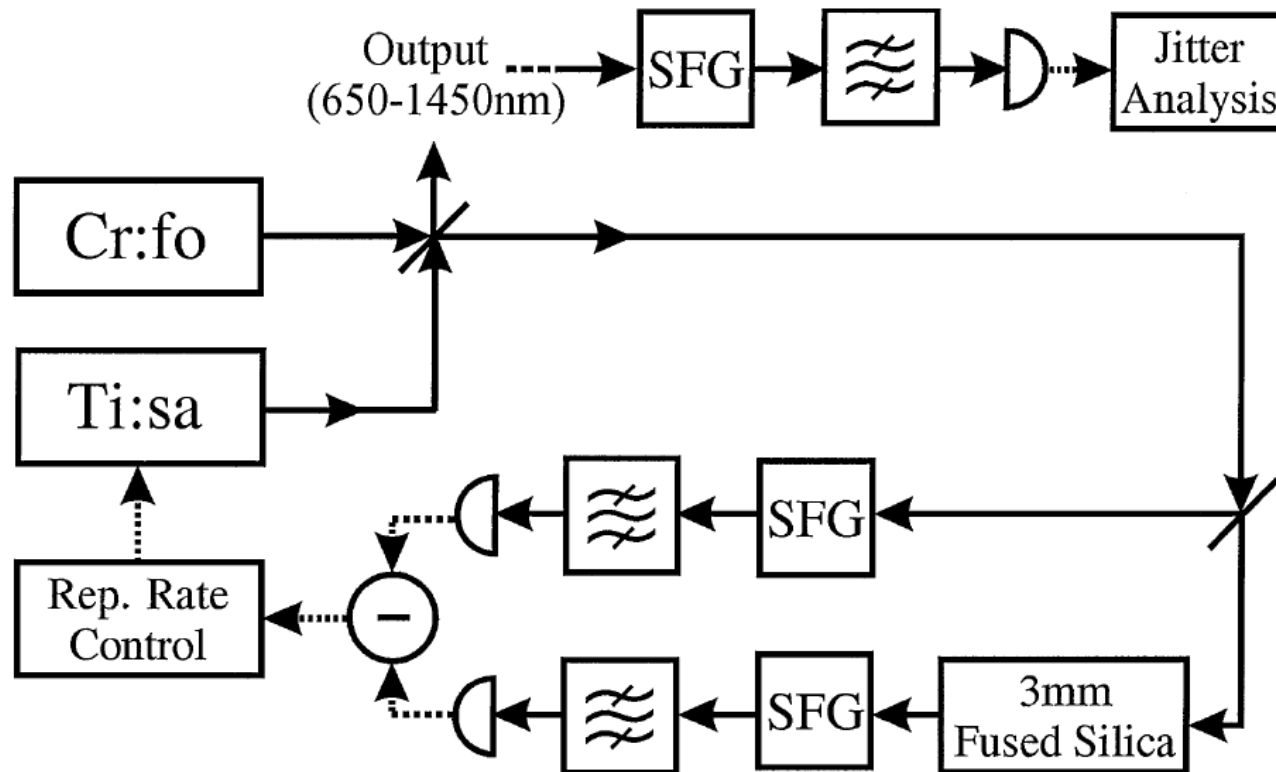 Output
(650-1450nm)
SFG
Jitter
Analysis
Cr:fo
Ti:sa
SFG
Rep. Rate
Control
SFG
3mm
Fused Silica